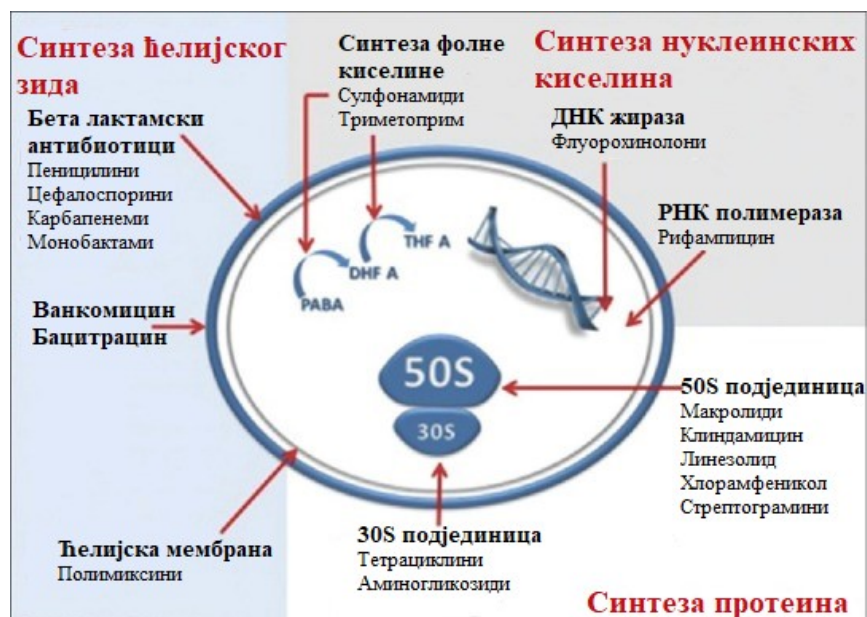 Синтеза ћелијског
зида
Бета лактамски
антибиотици
Пеницилини
Цефалоспорини
Карбапенеми
Монобактами
Ванкомицин
Бацитрацин
Ћелијска мембрана
Полимиксини
Синтеза фолне
киселине
Сулфонамиди
Триметоприм
PABA
DHF A
THF A
Синтеза нуклеинских
киселина
ДНК жираза
Флуорохинолони
РНК полимераза
Рифампицин
50S
30S
50S подјединица
Макролиди
Клиндамицин
Линезолид
Хлорамфеникол
Стрептограмини
30S подјединица
Тетрациклини
Аминогликозиди
Синтеза протеина